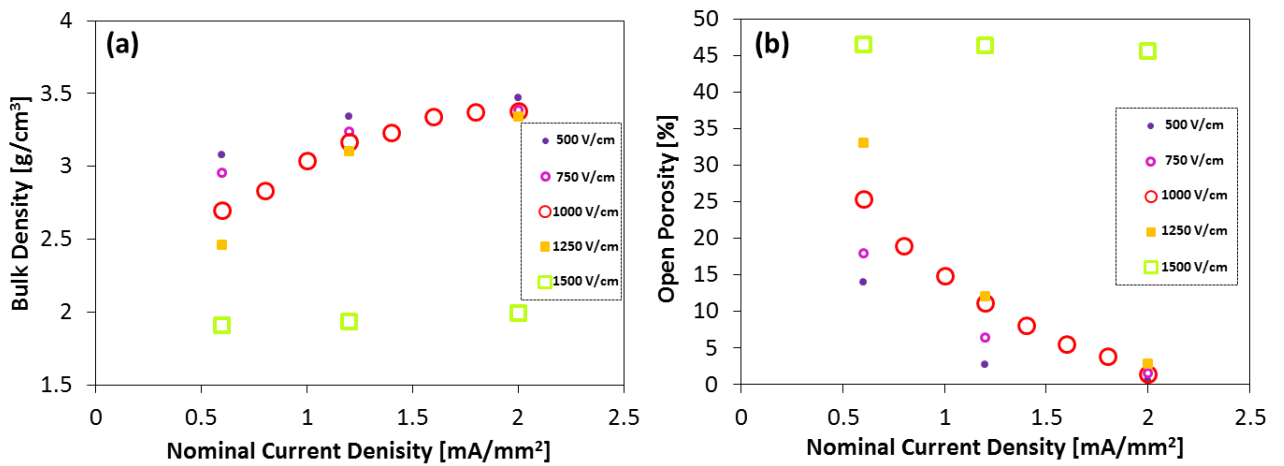 (a)
Bulk Density [g/cm³]
4
3.5
3
2.5
2
1.5
0
0.5
1
1.5
2
2.5
Nominal Current Denisity [mA/mm²]
500 V/cm
750 V/cm
1000 V/cm
1250 V/cm
1500 V/cm
(b)
Open Porosity [%]
50
45
40
35
30
25
20
15
10
5
0
0
0.5
1
1.5
2
2.5
Nominal Current Density [mA/mm²]
500 V/cm
750 V/cm
1000 V/cm
1250 V/cm
1500 V/cm